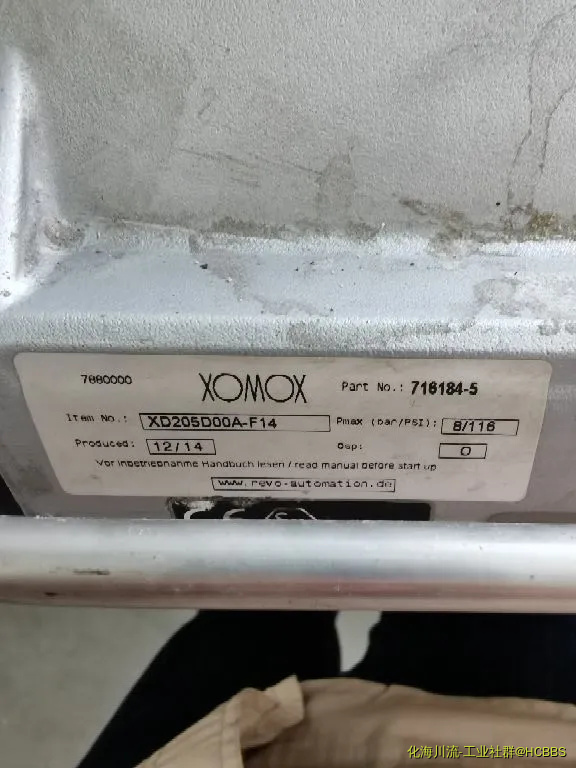 7880000 XOMOX Part No.: 716184-5
Item No.: XD205D00A-F14 Pmax (bar/PSI): 8/116
Produced: 12/14 Osp: 0
Vor Inbetriebnahme Handbuch lesen / read manual before start up
www.revo-automation.de
化海川流-工业社群@HCBBS